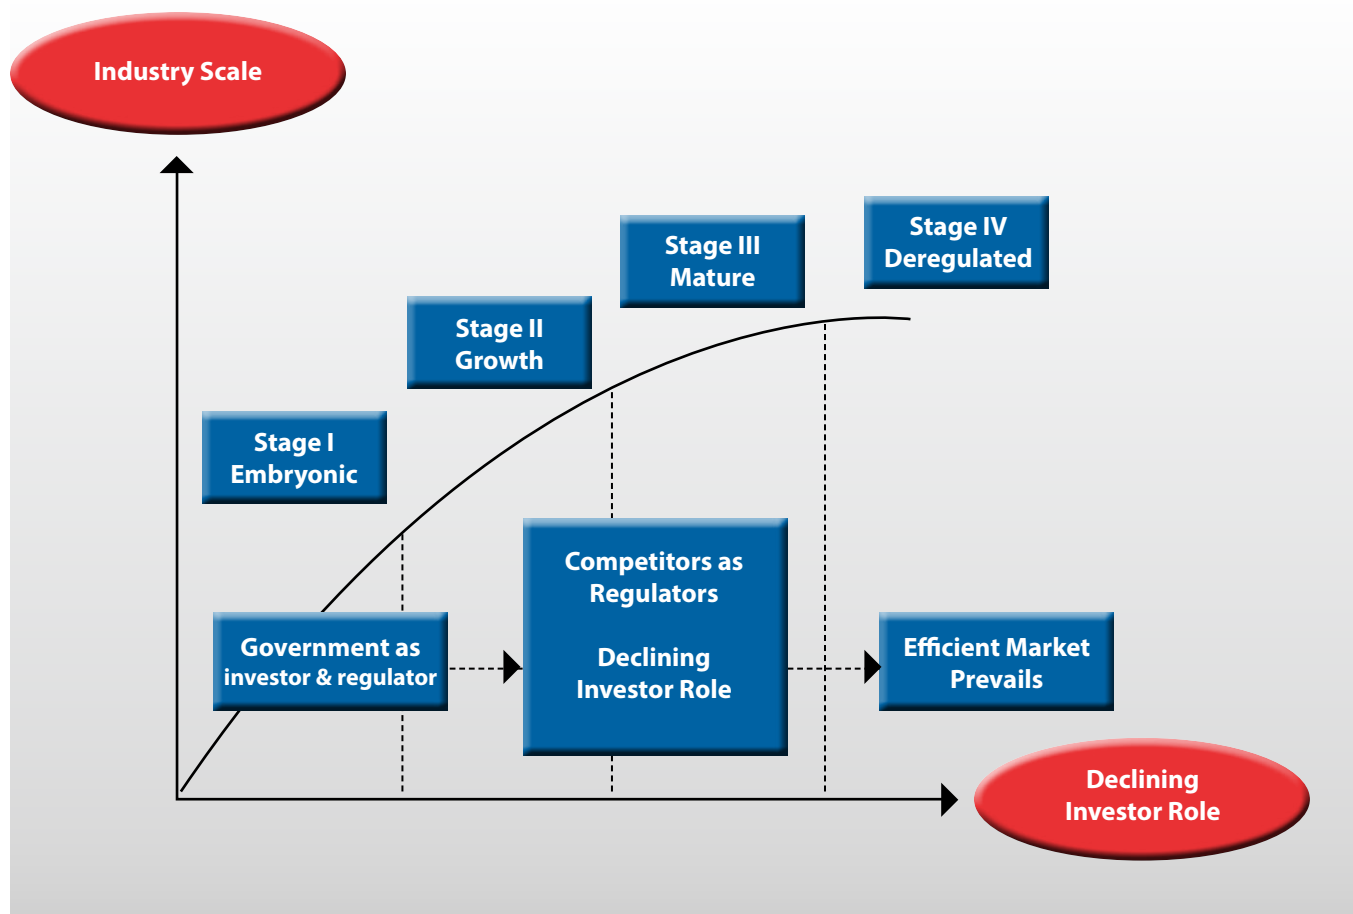 Industry Scale
Stage IV
Deregulated
Stage III
Mature
Stage II
Growth
Stage I
Embryonic
Government as
investor & regulator
Competitors as
Regulators
Declining
Investor Role
Efficient Market
Prevails
Declining
Investor Role